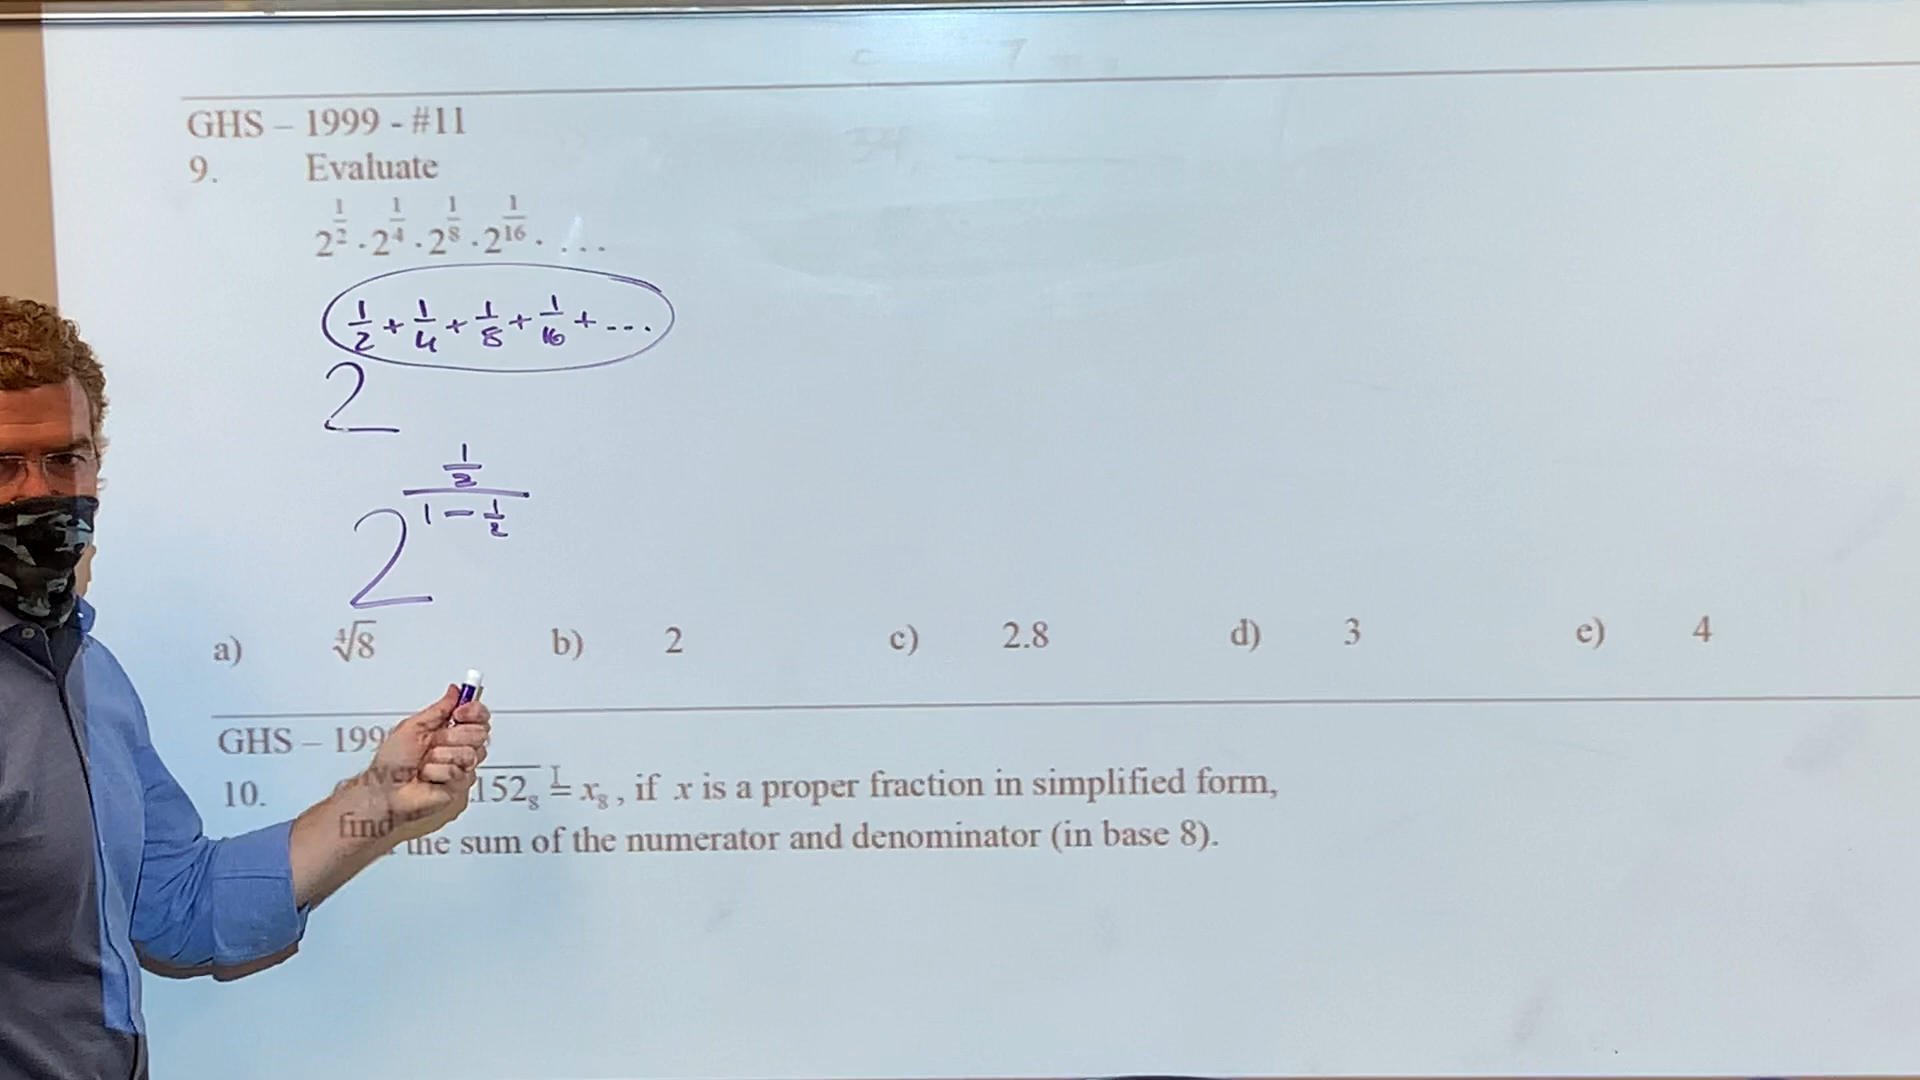 GHS – 1999 - #11
9. Evaluate
2^(1/2) · 2^(1/4) · 2^(1/8) · 2^(1/16) · . . .
1/2 + 1/4 + 1/8 + 1/16 + ...
2
(1/2)/(1 − 1/2)
2
a) ∜8 b) 2 c) 2.8 d) 3 e) 4
GHS – 199
10. 152₈ = x₈ , if x is a proper fraction in simplified form,
find the sum of the numerator and denominator (in base 8).